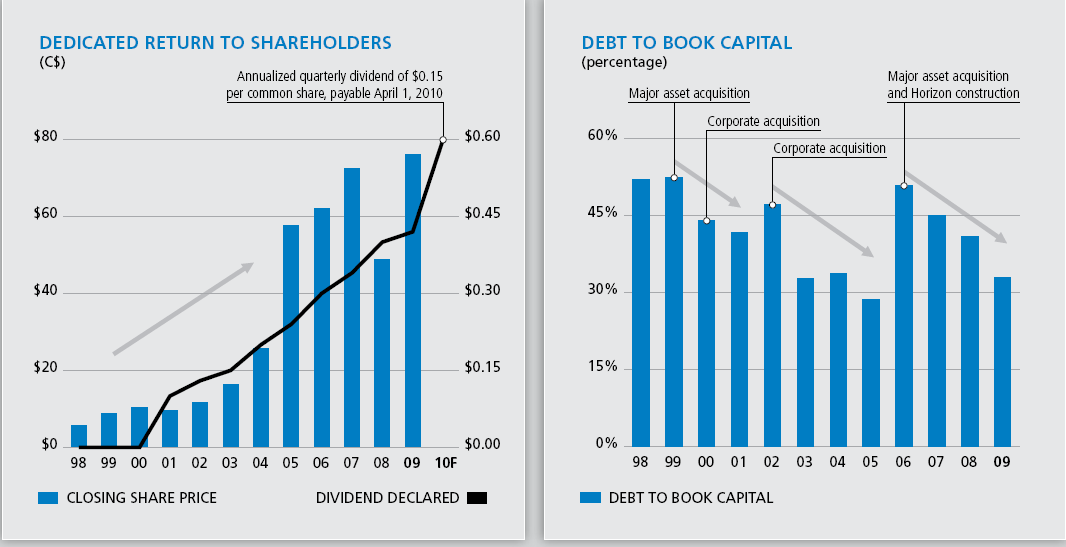 DEDICATED RETURN TO SHAREHOLDERS
(C$)
Annualized quarterly dividend of $0.15
per common share, payable April 1, 2010
$80
$60
$40
$20
$0
$0.60
$0.45
$0.30
$0.15
$0.00
98 99 00 01 02 03 04 05 06 07 08 09 10F
CLOSING SHARE PRICE
DIVIDEND DECLARED
DEBT TO BOOK CAPITAL
(percentage)
Major asset acquisition
Corporate acquisition
Corporate acquisition
Major asset acquisition
and Horizon construction
60%
45%
30%
15%
0%
98 99 00 01 02 03 04 05 06 07 08 09
DEBT TO BOOK CAPITAL